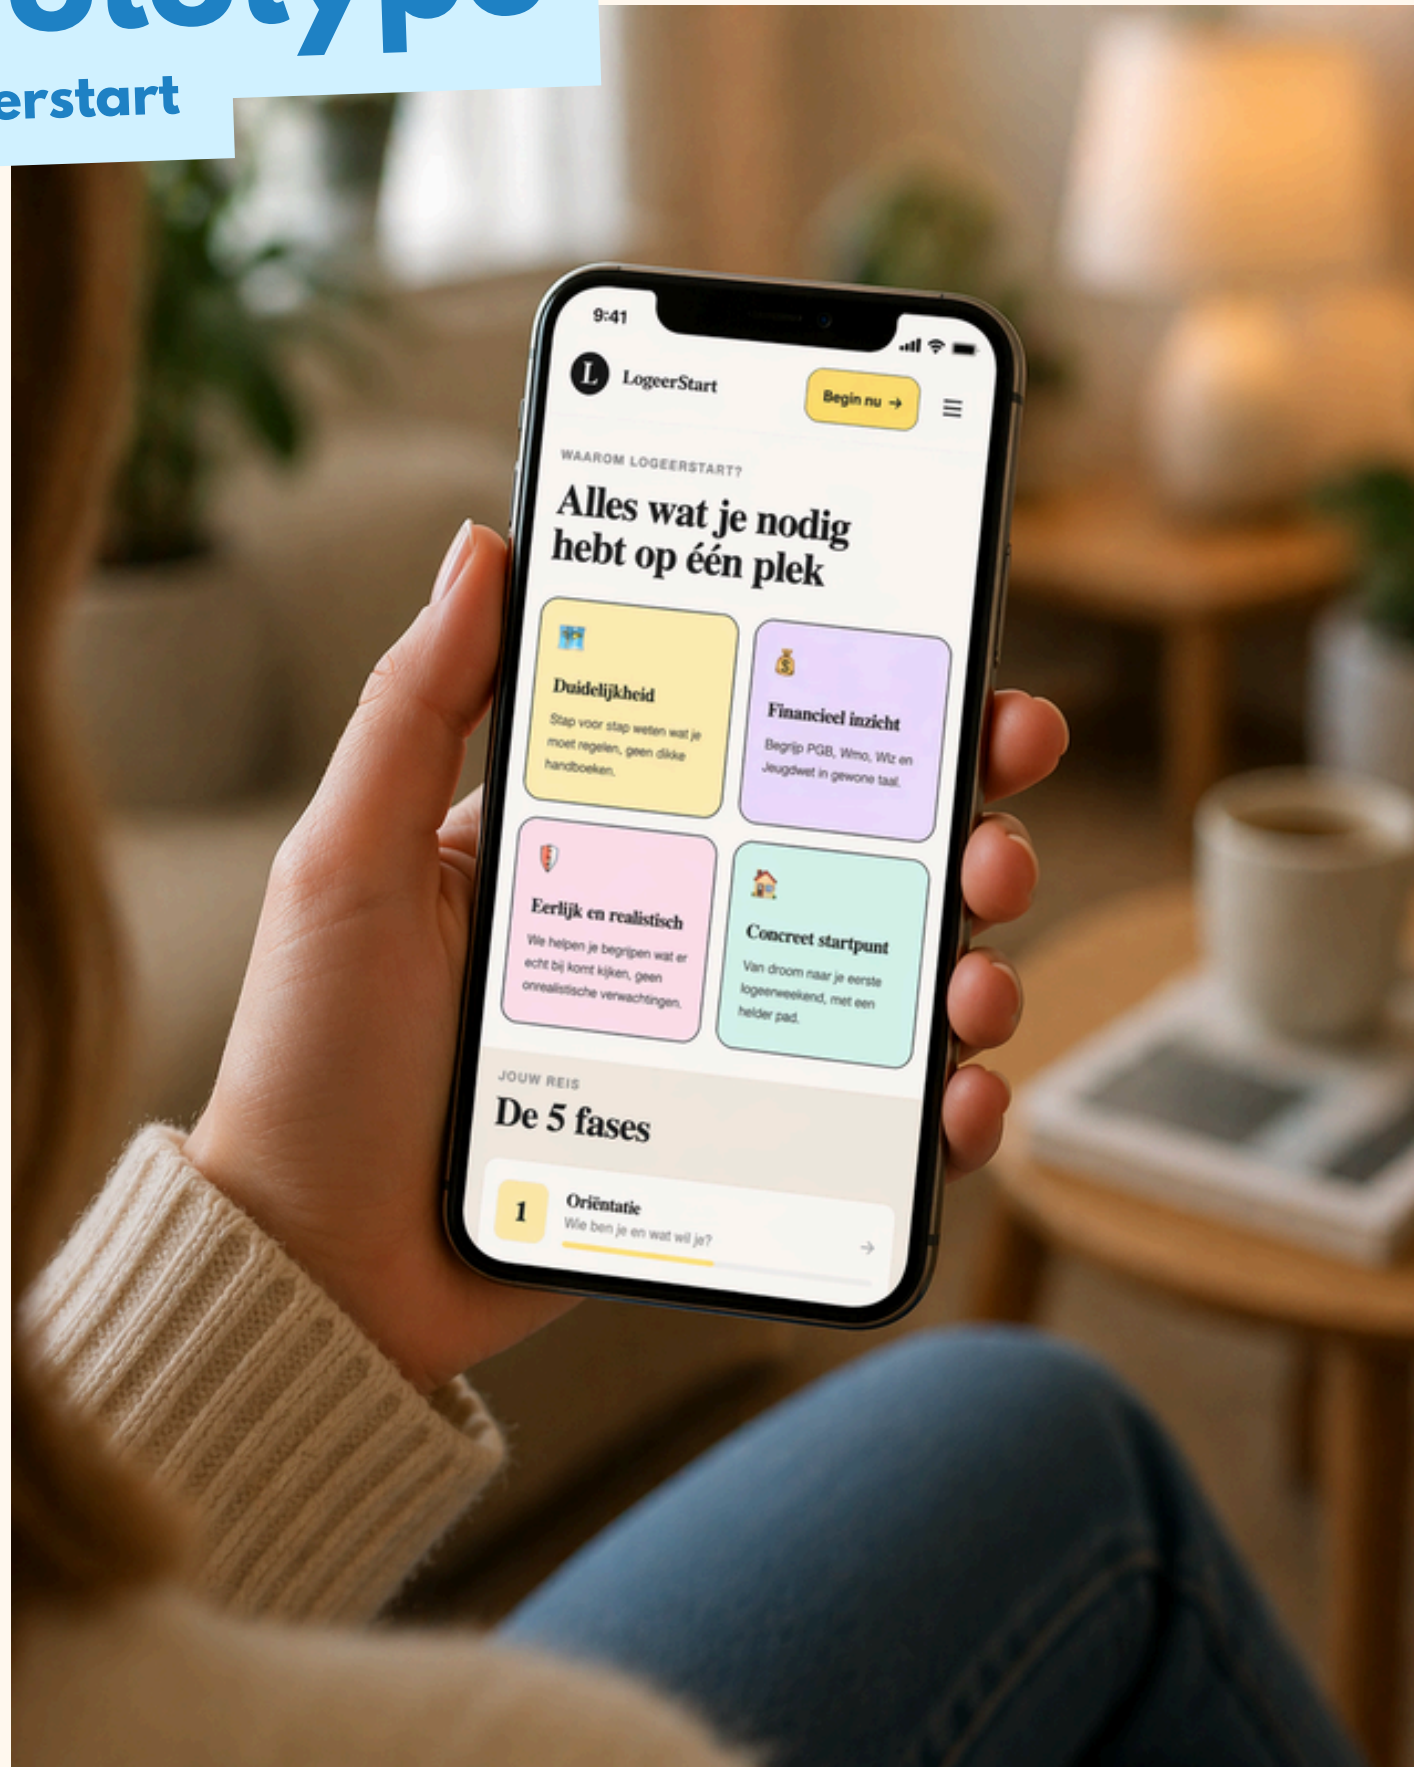 erstart
9:41
L LogeerStart
Begin nu →
WAAROM LOGEERSTART?
Alles wat je nodig
hebt op één plek
Duidelijkheid
Stap voor stap weten wat je
moet regelen, geen dikke
handboeken.
Financieel inzicht
Begrijp PGB, Wmo, Wlz en
Jeugdwet in gewone taal.
Eerlijk en realistisch
We helpen je begrijpen wat er
echt bij komt kijken, geen
onrealistische verwachtingen.
Concreet startpunt
Van droom naar je eerste
logeerweekend, met een
helder pad.
JOUW REIS
De 5 fases
1
Oriëntatie
Wie ben je en wat wil je?
→